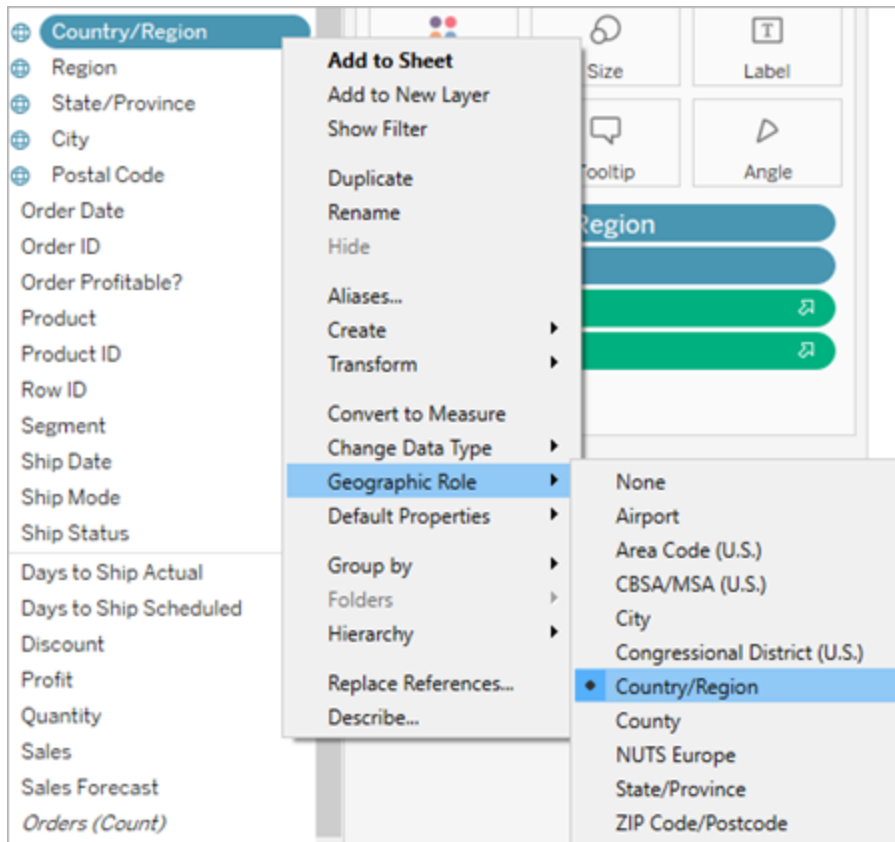 Country/Region
Region
State/Province
City
Postal Code
Order Date
Order ID
Order Profitable?
Product
Product ID
Row ID
Segment
Ship Date
Ship Mode
Ship Status
Days to Ship Actual
Days to Ship Scheduled
Discount
Profit
Quantity
Sales
Sales Forecast
Orders (Count)
Add to Sheet
Add to New Layer
Show Filter
Duplicate
Rename
Hide
Aliases...
Create
Transform
Convert to Measure
Change Data Type
Geographic Role
Default Properties
Group by
Folders
Hierarchy
Replace References...
Describe...
Size
T
Label
ooltip
Angle
Region
None
Airport
Area Code (U.S.)
CBSA/MSA (U.S.)
City
Congressional District (U.S.)
Country/Region
County
NUTS Europe
State/Province
ZIP Code/Postcode